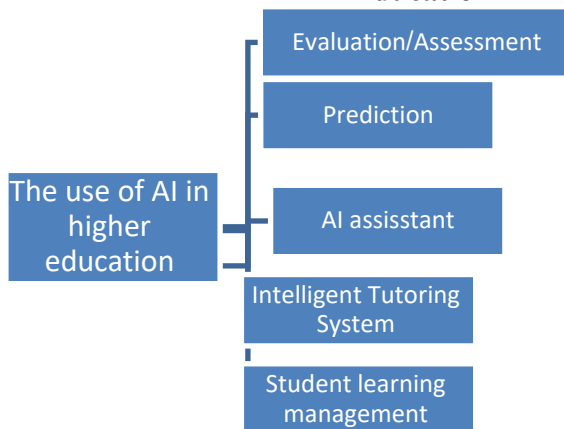 Evaluation/Assessment
Prediction
The use of AI in
higher
education
AI assisstant
Intelligent Tutoring
System
Student learning
management